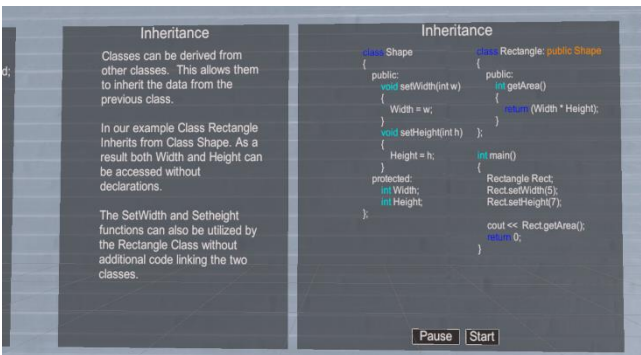 d;
Inheritance
Classes can be derived from
other classes. This allows them
to inherit the data from the
previous class.
In our example Class Rectangle
Inherits from Class Shape. As a
result both Width and Height can
be accessed without
declarations.
The SetWidth and Setheight
functions can also be utilized by
the Rectangle Class without
additional code linking the two
classes.
Inheritance
class Shape
{
public:
void setWidth(int w)
{
Width = w;
}
void setHeight(int h)
{
Height = h;
}
protected:
int Width;
int Height;
};
class Rectangle: public Shape
{
public:
int getArea()
{
return (Width * Height);
}
};
int main()
{
Rectangle Rect;
Rect.setWidth(5);
Rect.setHeight(7);
cout << Rect.getArea();
return 0;
}
Pause Start